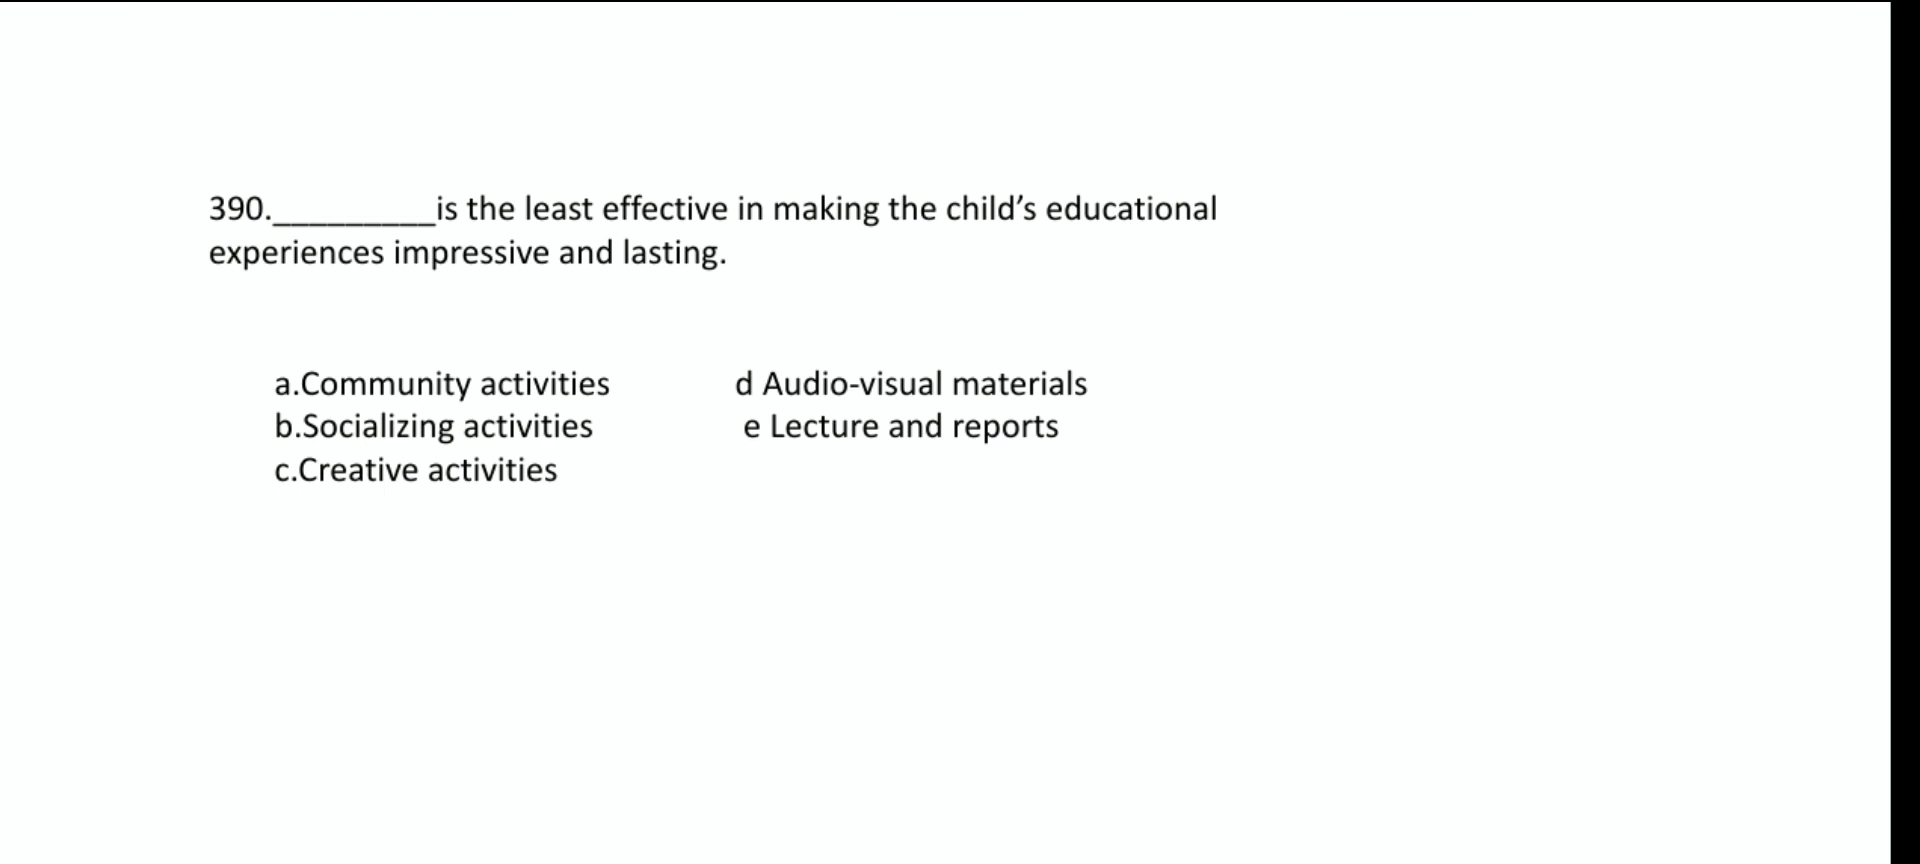 390._________is the least effective in making the child’s educational
experiences impressive and lasting.
a.Community activities
b.Socializing activities
c.Creative activities
d Audio-visual materials
e Lecture and reports